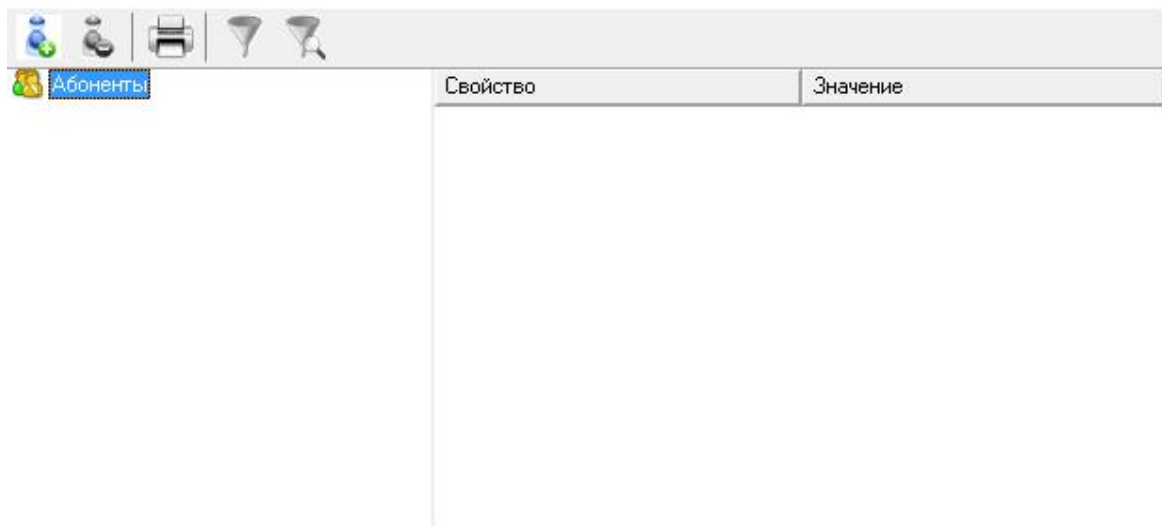 Абоненты
Свойство
Значение